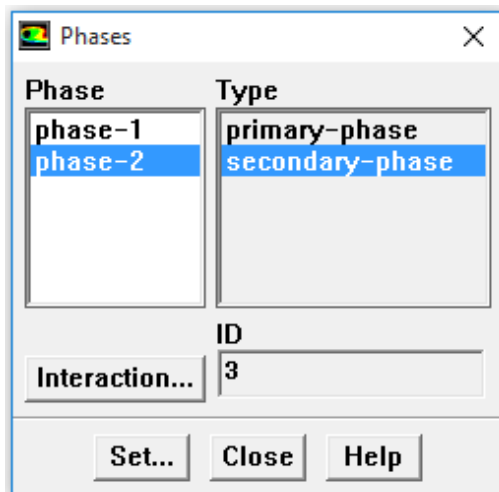 Phases
Phase Type
phase-1 primary-phase
phase-2 secondary-phase
ID
Interaction... 3
Set... Close Help